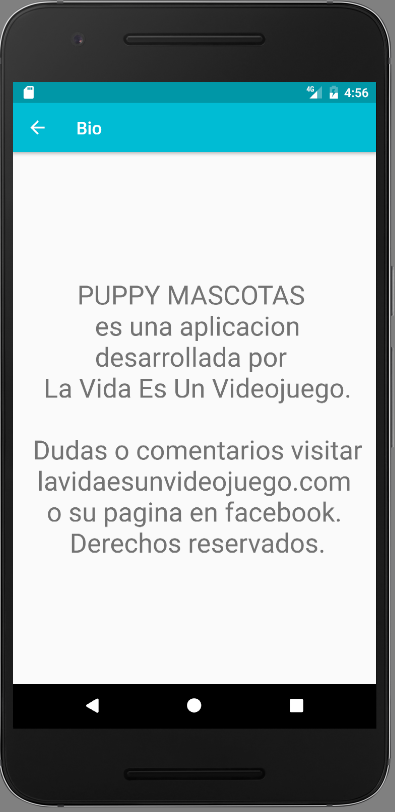 4G 4:56
Bio
PUPPY MASCOTAS
es una aplicacion
desarrollada por
La Vida Es Un Videojuego.
Dudas o comentarios visitar
lavidaesunvideojuego.com
o su pagina en facebook.
Derechos reservados.